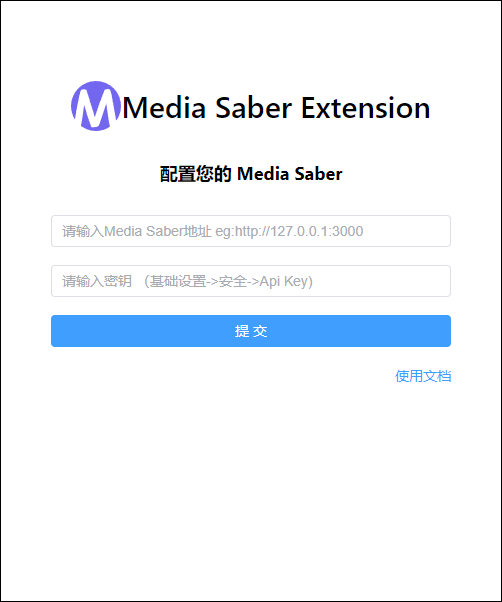 Media Saber Extension
配置您的 Media Saber
请输入Media Saber地址 eg:http://127.0.0.1:3000
请输入密钥 （基础设置->安全->Api Key)
提 交
使用文档